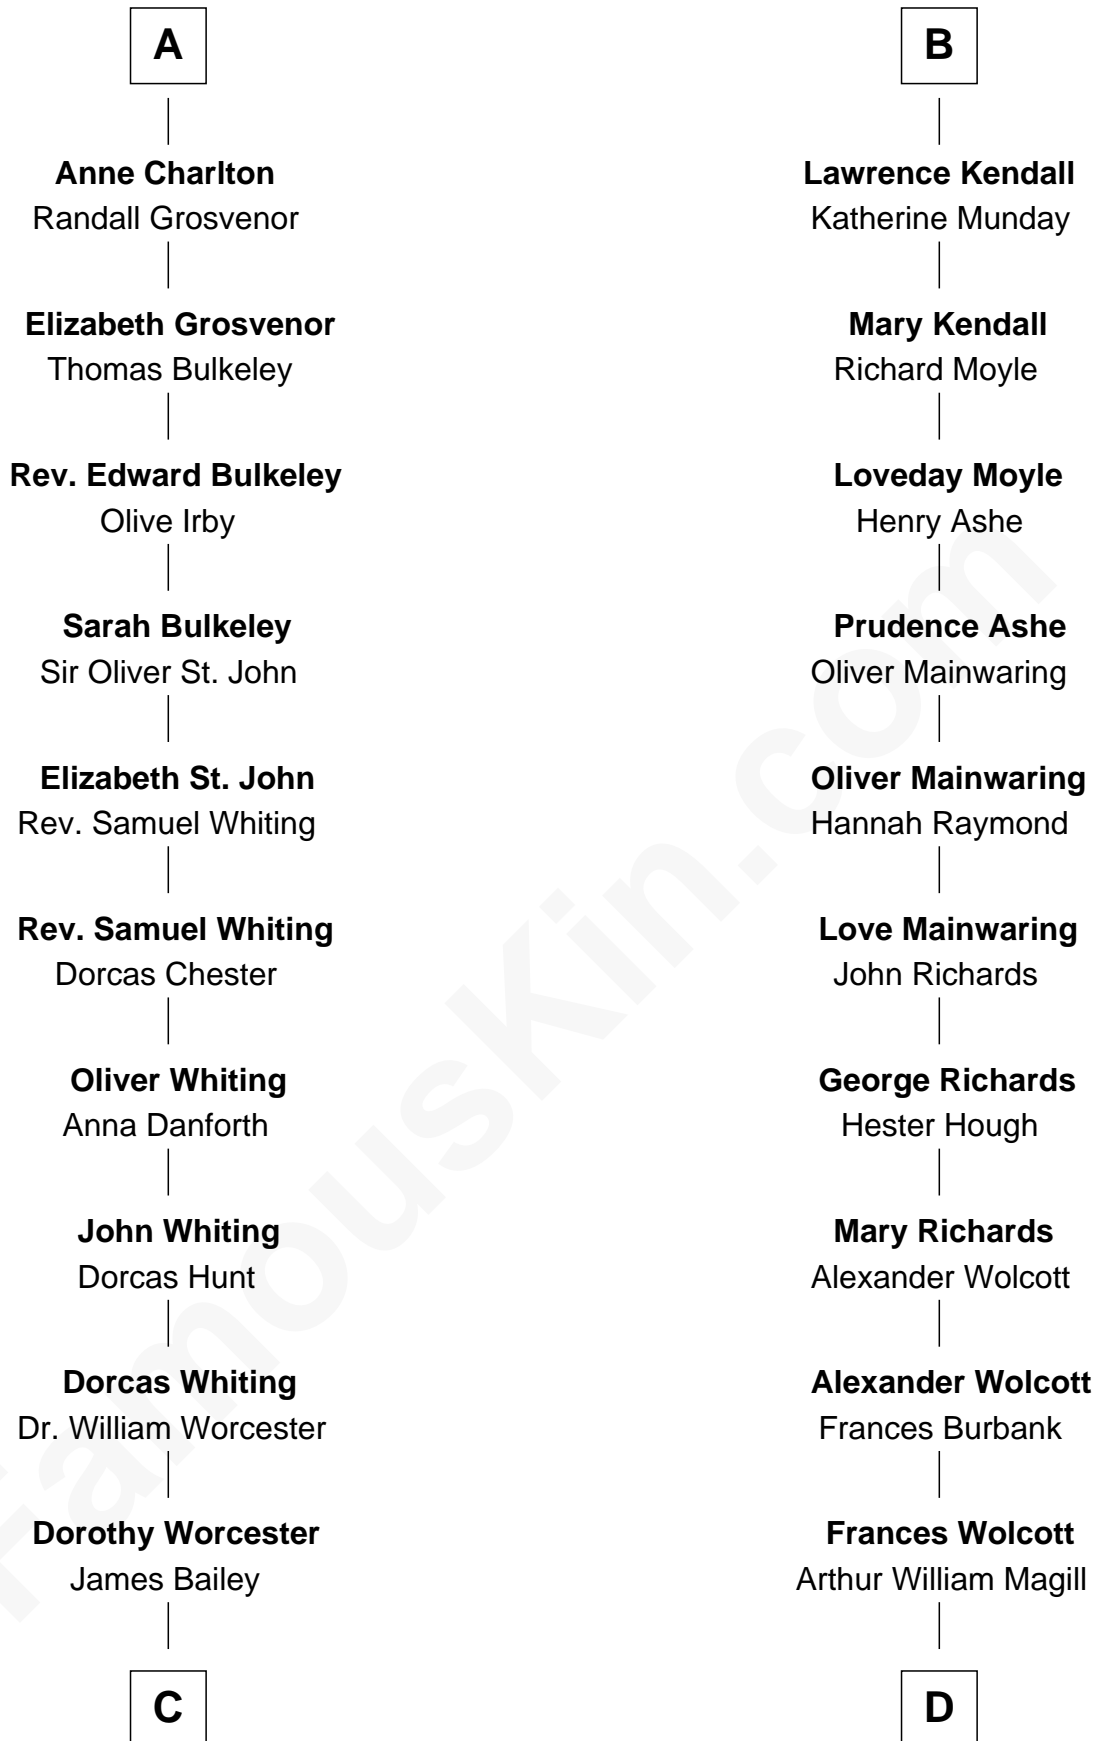 A
Anne Charlton
Randall Grosvenor
Elizabeth Grosvenor
Thomas Bulkeley
Rev. Edward Bulkeley
Olive Irby
Sarah Bulkeley
Sir Oliver St. John
Elizabeth St. John
Rev. Samuel Whiting
Rev. Samuel Whiting
Dorcas Chester
Oliver Whiting
Anna Danforth
John Whiting
Dorcas Hunt
Dorcas Whiting
Dr. William Worcester
Dorothy Worcester
James Bailey
C
B
Lawrence Kendall
Katherine Munday
Mary Kendall
Richard Moyle
Loveday Moyle
Henry Ashe
Prudence Ashe
Oliver Mainwaring
Oliver Mainwaring
Hannah Raymond
Love Mainwaring
John Richards
George Richards
Hester Hough
Mary Richards
Alexander Wolcott
Alexander Wolcott
Frances Burbank
Frances Wolcott
Arthur William Magill
D
FamousKin.com